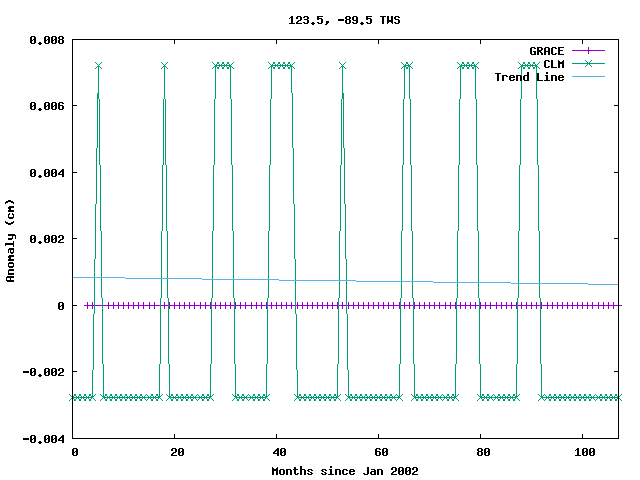 123.5, -89.5 TWS
GRACE
CLM
Trend Line
Anomaly (cm)
0.008
0.006
0.004
0.002
0
-0.002
-0.004
0 20 40 60 80 100
Months since Jan 2002